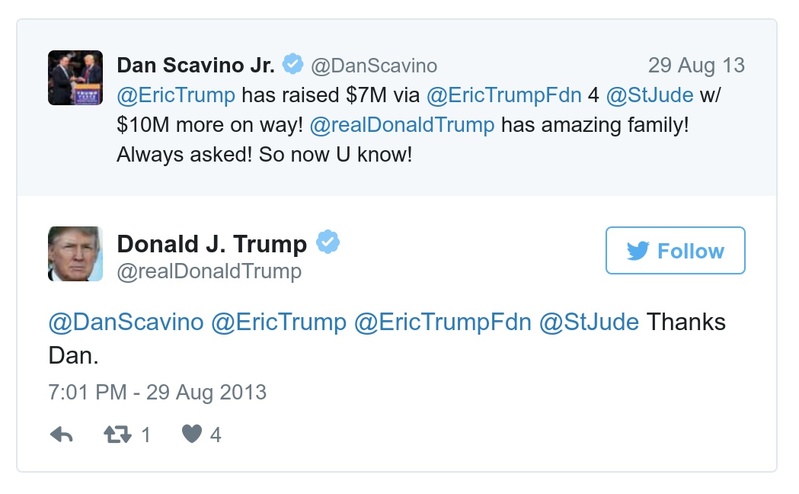 Dan Scavino Jr. @DanScavino 29 Aug 13
@EricTrump has raised $7M via @EricTrumpFdn 4 @StJude w/
$10M more on way! @realDonaldTrump has amazing family!
Always asked! So now U know!
Donald J. Trump
@realDonaldTrump
Follow
@DanScavino @EricTrump @EricTrumpFdn @StJude Thanks
Dan.
7:01 PM - 29 Aug 2013
1 4